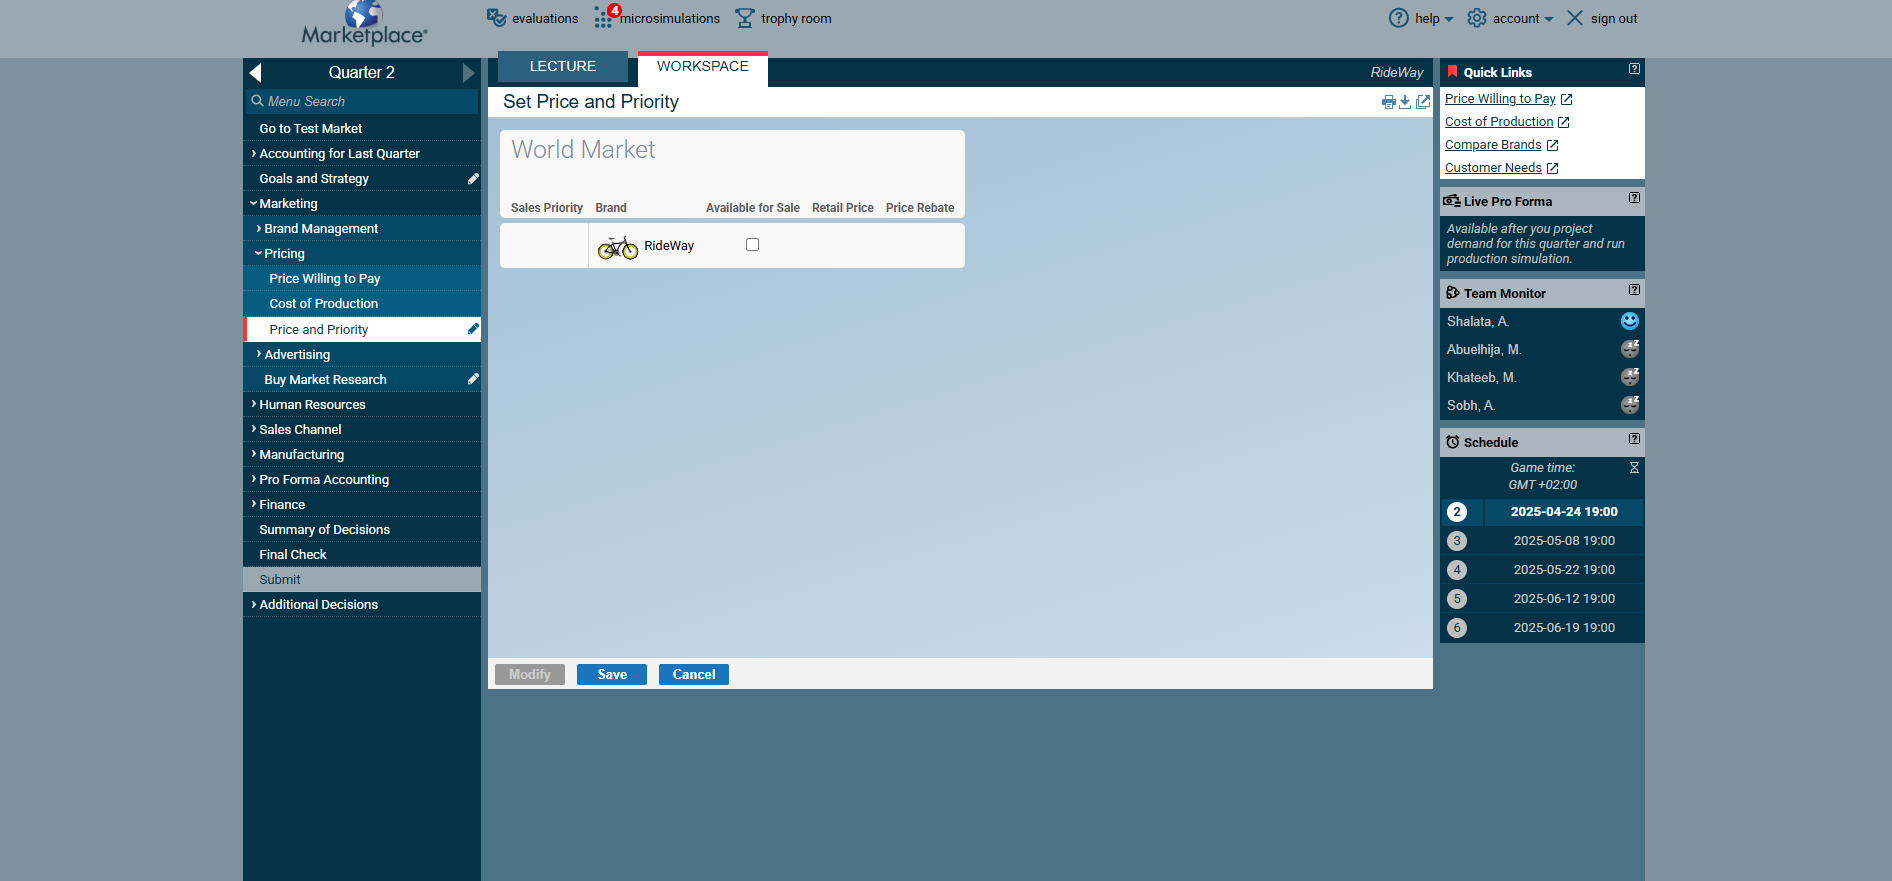 Marketplace®
evaluations
4
microsimulations
trophy room
help
account
sign out
Quarter 2
Menu Search
Go to Test Market
Accounting for Last Quarter
Goals and Strategy
Marketing
Brand Management
Pricing
Price Willing to Pay
Cost of Production
Price and Priority
Advertising
Buy Market Research
Human Resources
Sales Channel
Manufacturing
Pro Forma Accounting
Finance
Summary of Decisions
Final Check
Submit
Additional Decisions
LECTURE
WORKSPACE
RideWay
Set Price and Priority
World Market
Sales Priority Brand Available for Sale Retail Price Price Rebate
RideWay
Modify Save Cancel
Quick Links ?
Price Willing to Pay
Cost of Production
Compare Brands
Customer Needs
Live Pro Forma ?
Available after you project
demand for this quarter and run
production simulation.
Team Monitor ?
Shalata, A.
Abuelhija, M.
Khateeb, M.
Sobh, A.
Schedule ?
Game time:
GMT +02:00
2 2025-04-24 19:00
3 2025-05-08 19:00
4 2025-05-22 19:00
5 2025-06-12 19:00
6 2025-06-19 19:00